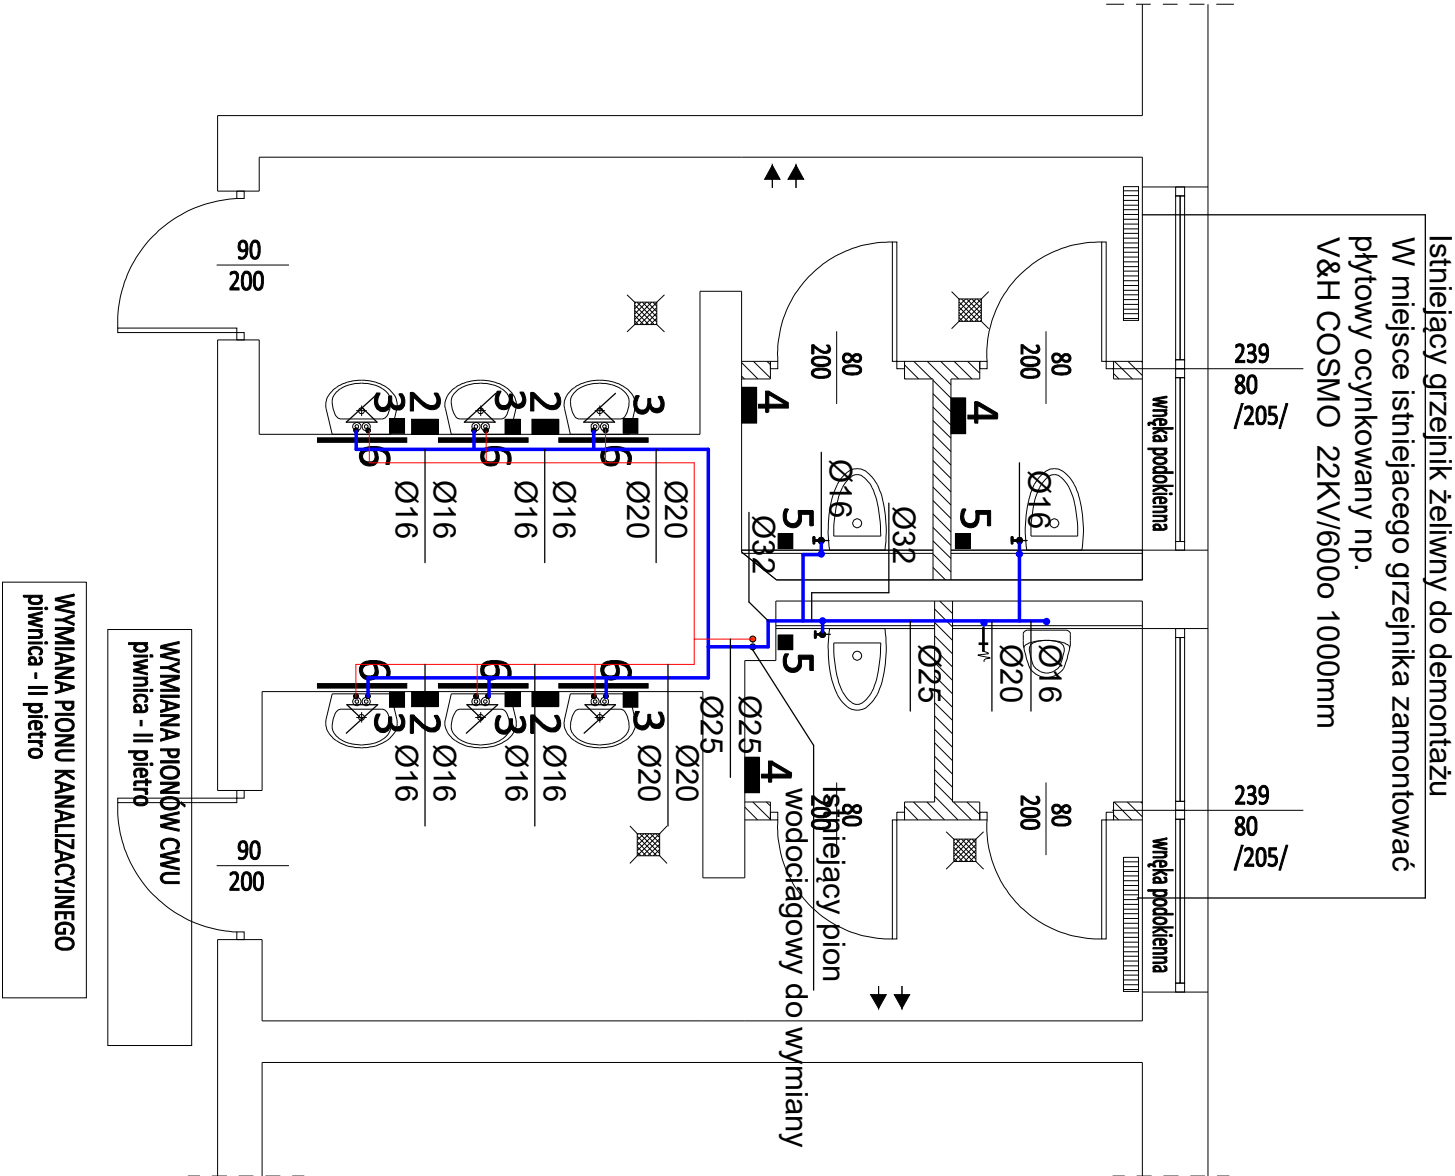 Istniejący grzejnik żeliwny do demontażu
W miejsce istniejacego grzejnika zamontować
płytowy ocynkowany np.
V&H COSMO  22KV/600o 1000mm
239
80
/205/
239
80
/205/
wnęka podokienna
wnęka podokienna
90
200
90
200
80
200
80
200
80
200
80
200
3
2
3
2
3
6
6
6
Ø16
Ø16
Ø16
Ø16
Ø20
Ø20
4
4
5
5
Ø16
Ø16
Ø32
Ø32
5
Ø25
Ø20
Ø16
6
6
6
3
2
3
2
3
Ø16
Ø16
Ø16
Ø16
Ø20
Ø20
Ø25
Ø25
4
Istniejący pion
wodociągowy do wymiany
WYMIANA PIONÓW CWU
piwnica - II pietro
WYMIANA PIONU KANALIZACYJNEGO
piwnica - II pietro